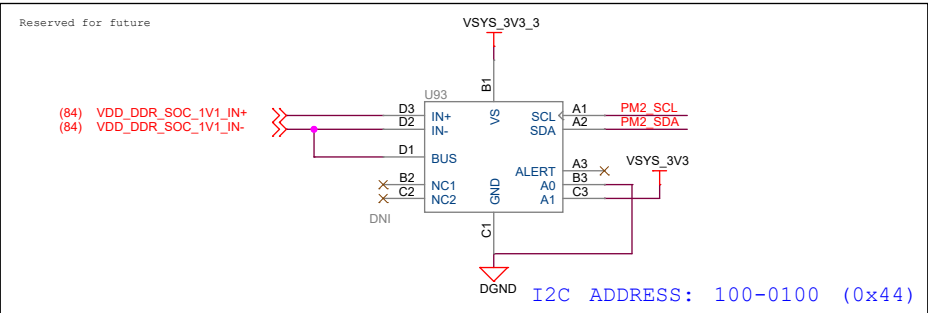 Reserved for future
VSYS_3V3_3
B1
U93
(84) VDD_DDR_SOC_1V1_IN+ D3 IN+ VS SCL A1 PM2_SCL
(84) VDD_DDR_SOC_1V1_IN- D2 IN- SDA A2 PM2_SDA
D1 BUS
VSYS_3V3
ALERT A3
B2 NC1 A0 B3
C2 NC2 GND A1 C3
DNI
C1
DGND
I2C ADDRESS: 100-0100 (0x44)